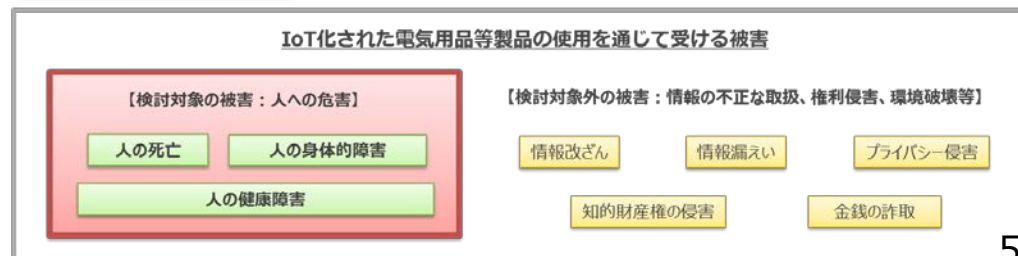 IoT化された電気用品等製品の使用を通じて受ける被害
【検討対象の被害：人への危害】
人の死亡
人の身体的障害
人の健康障害
【検討対象外の被害：情報の不正な取扱、権利侵害、環境破壊等】
情報改ざん
情報漏えい
プライバシー侵害
知的財産権の侵害
金銭の詐取
5